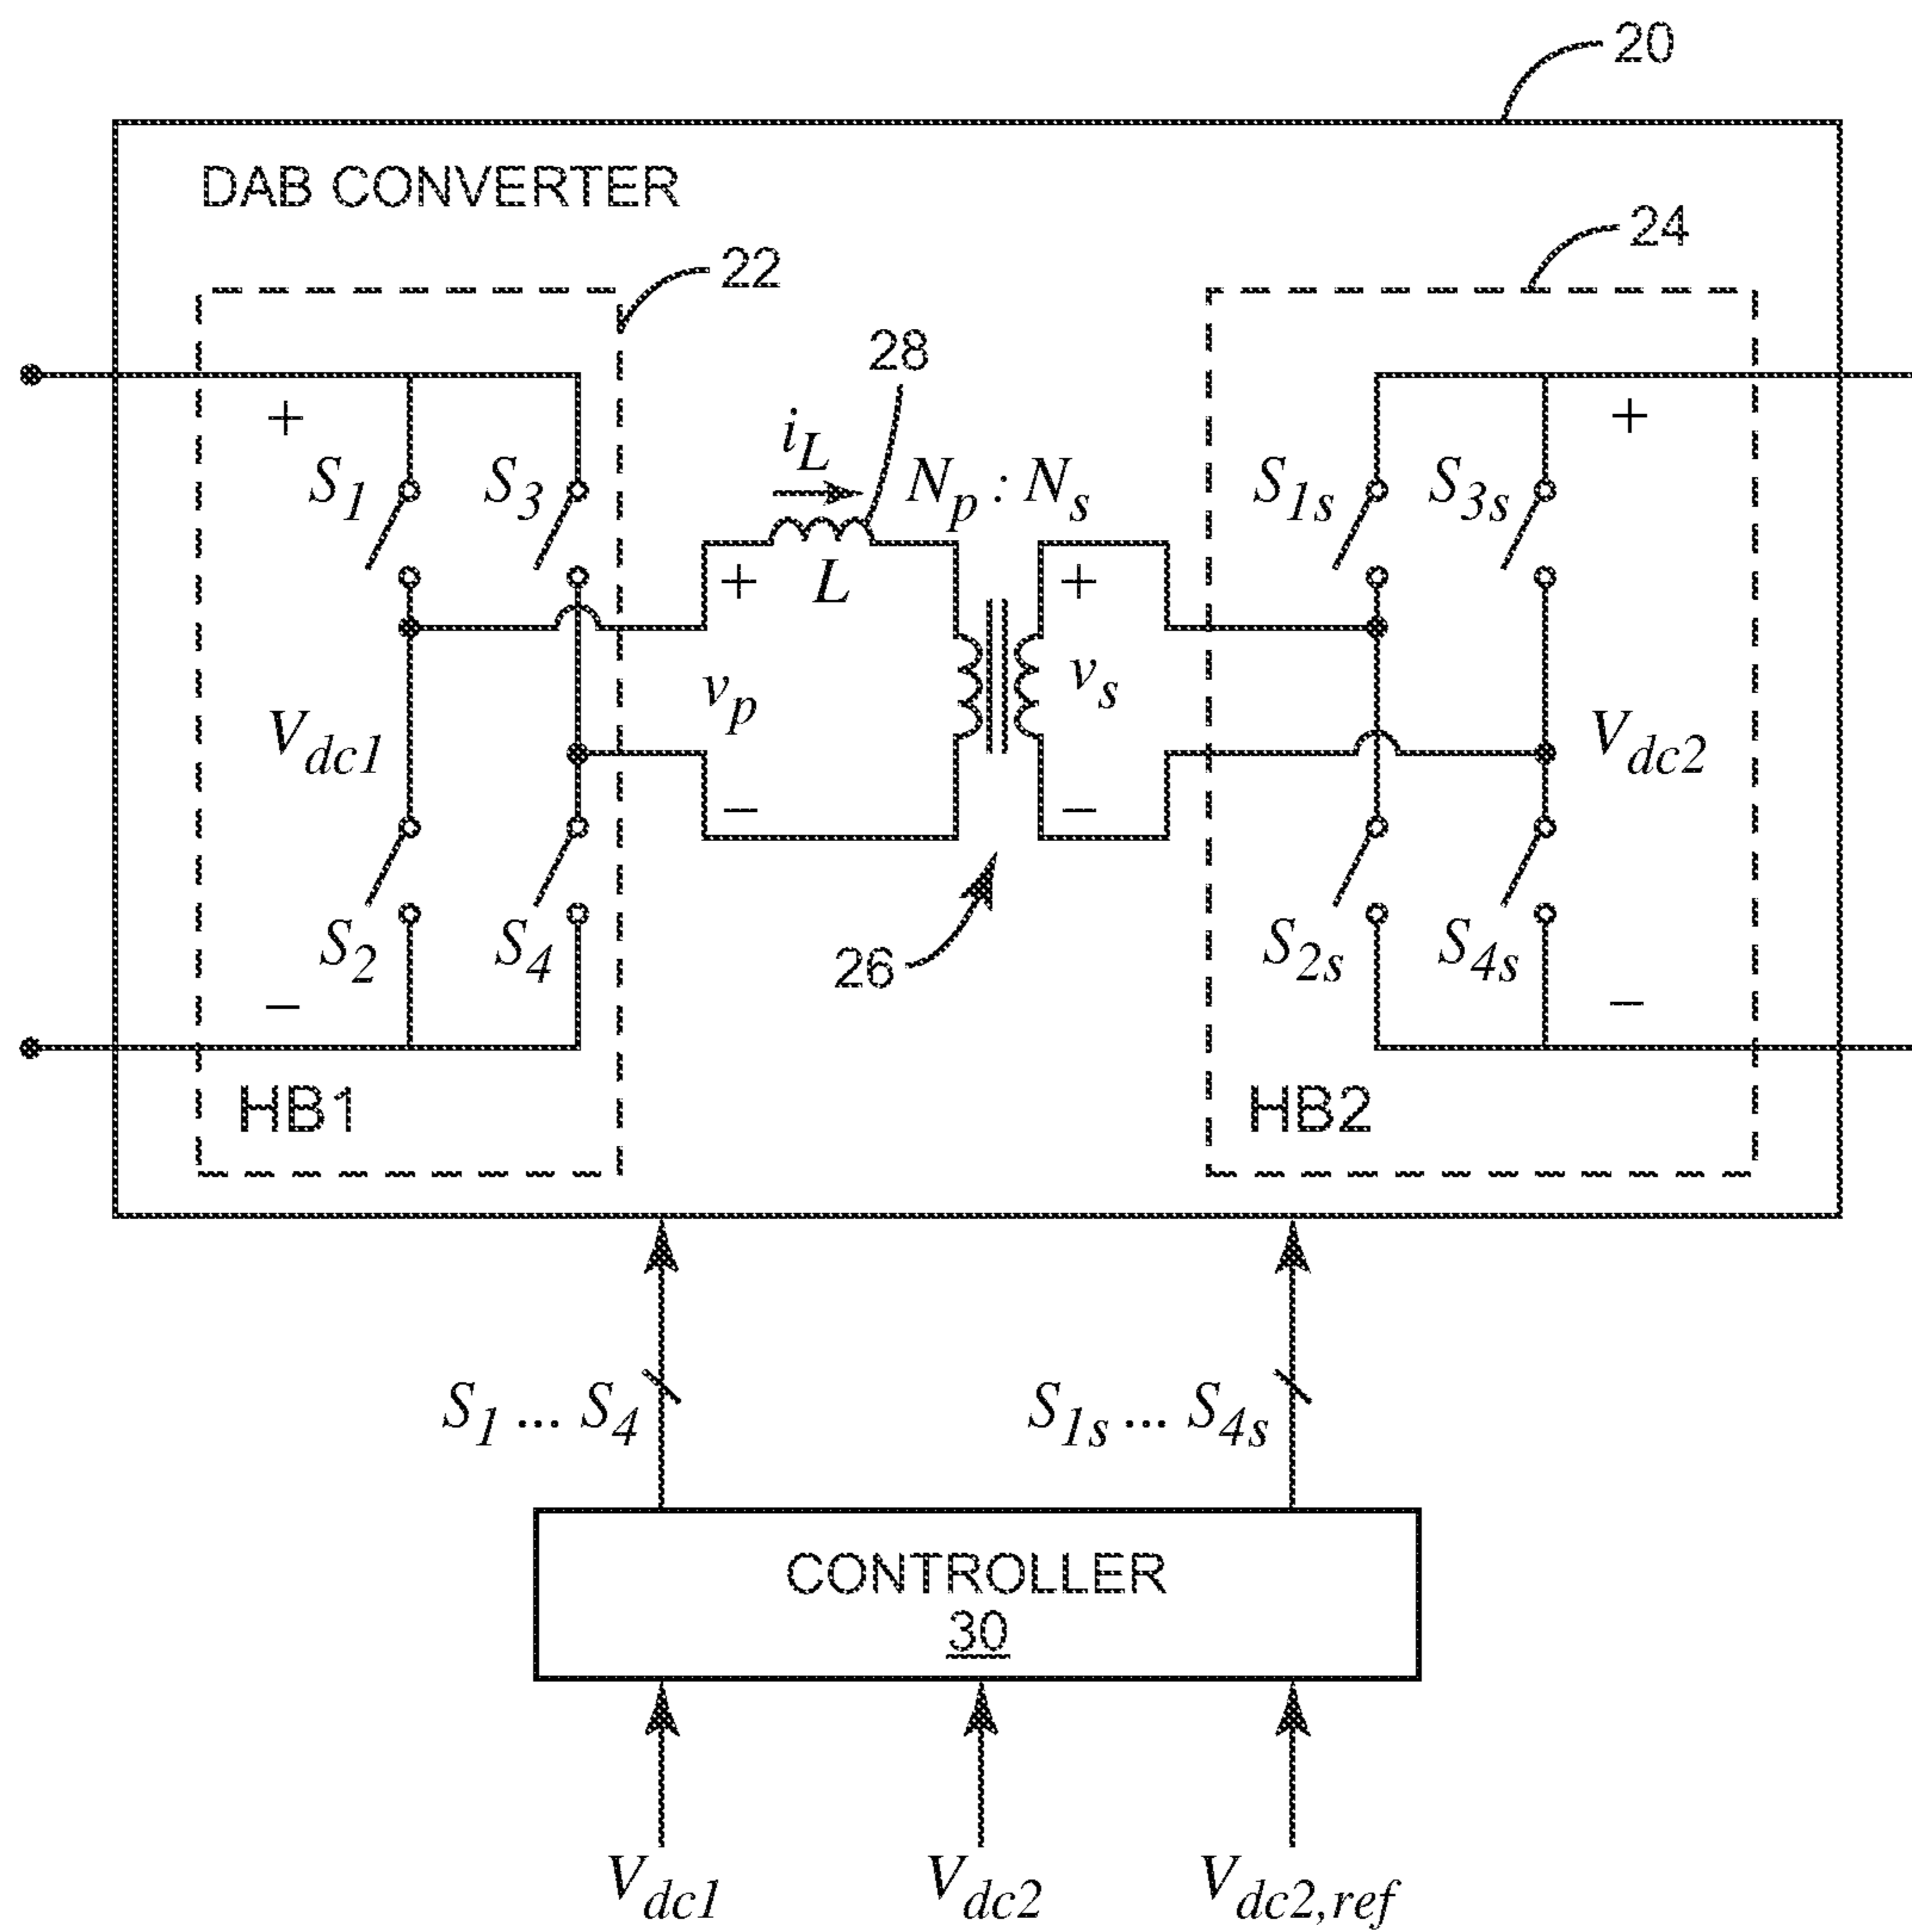 20
DAB CONVERTER
24
22
28
+
+
i_L
N_p : N_s
S_1
S_3
S_1s
S_3s
+
L
+
v_p
v_s
V_dc1
V_dc2
–
–
S_2
S_4
26
S_2s
S_4s
–
–
HB1
HB2
S_1 ... S_4
S_1s ... S_4s
CONTROLLER
30
V_dc1
V_dc2
V_dc2,ref